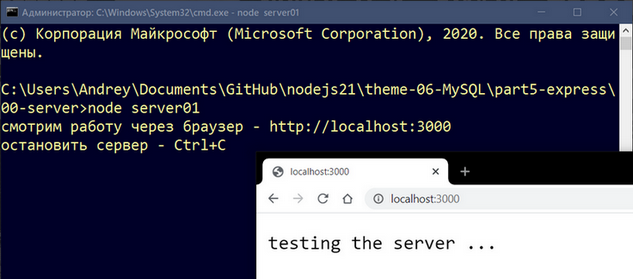 Администратор: C:\Windows\System32\cmd.exe - node server01
(c) Корпорация Майкрософт (Microsoft Corporation), 2020. Все права защи
щены.
C:\Users\Andrey\Documents\GitHub\nodejs21\theme-06-MySQL\part5-express\
00-server>node server01
смотрим работу через браузер - http://localhost:3000
остановить сервер - Ctrl+C
localhost:3000
localhost:3000
testing the server ...